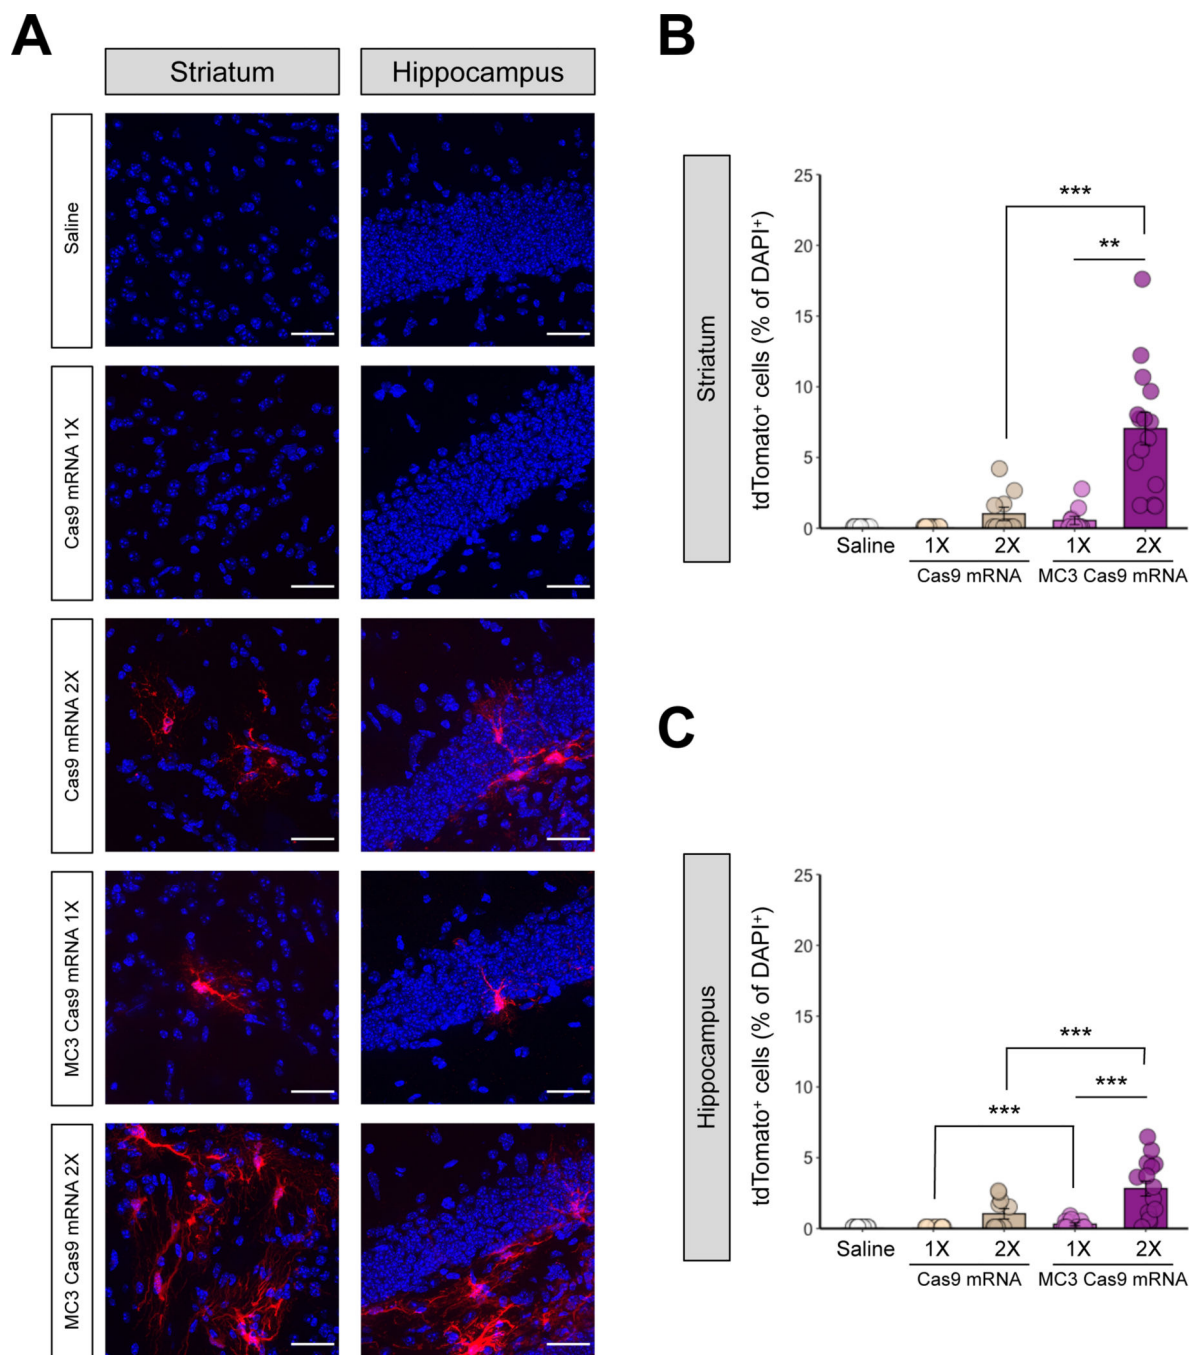 A
Striatum
Hippocampus
Saline
Cas9 mRNA 1X
Cas9 mRNA 2X
MC3 Cas9 mRNA 1X
MC3 Cas9 mRNA 2X
B
Striatum
tdTomato⁺ cells (% of DAPI⁺)
25
20
15
10
5
0
***
**
Saline
1X
2X
1X
2X
Cas9 mRNA
MC3 Cas9 mRNA
C
Hippocampus
tdTomato⁺ cells (% of DAPI⁺)
25
20
15
10
5
0
***
***
***
Saline
1X
2X
1X
2X
Cas9 mRNA
MC3 Cas9 mRNA